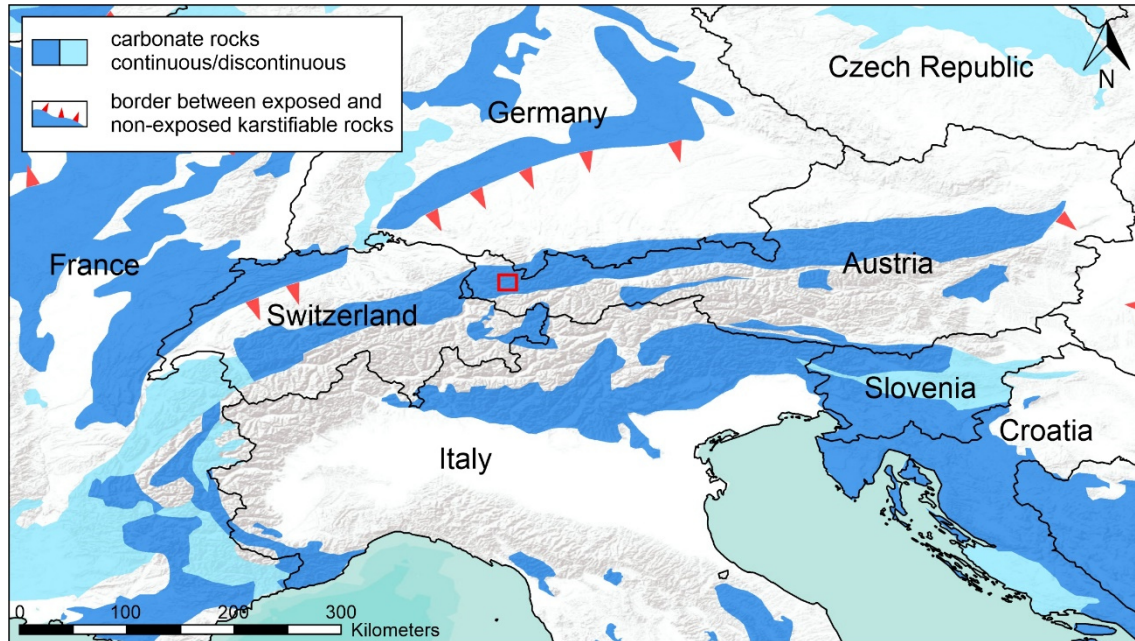 carbonate rocks
continuous/discontinuous
border between exposed and
non-exposed karstifiable rocks
N
Czech Republic
Germany
France
Austria
Switzerland
Slovenia
Croatia
Italy
0 100 200 300
Kilometers